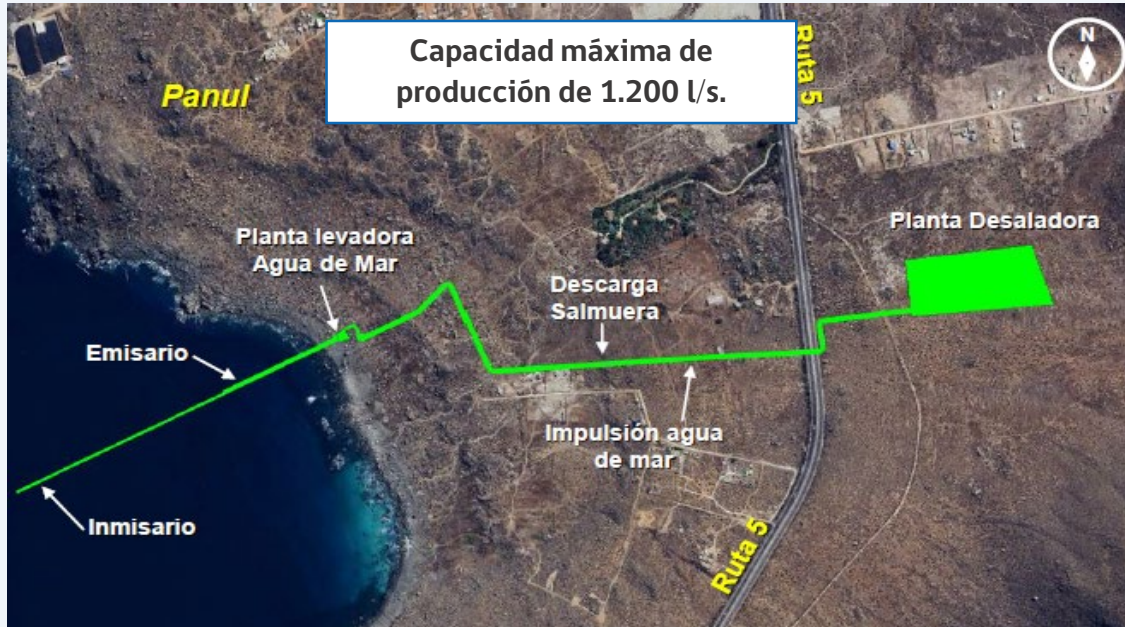 Capacidad máxima de
producción de 1.200 l/s.
Ruta 5
N
Panul
Planta Desaladora
Planta levadora
Agua de Mar
Descarga
Salmuera
Emisario
Impulsión agua
de mar
Inmisario
Ruta 5